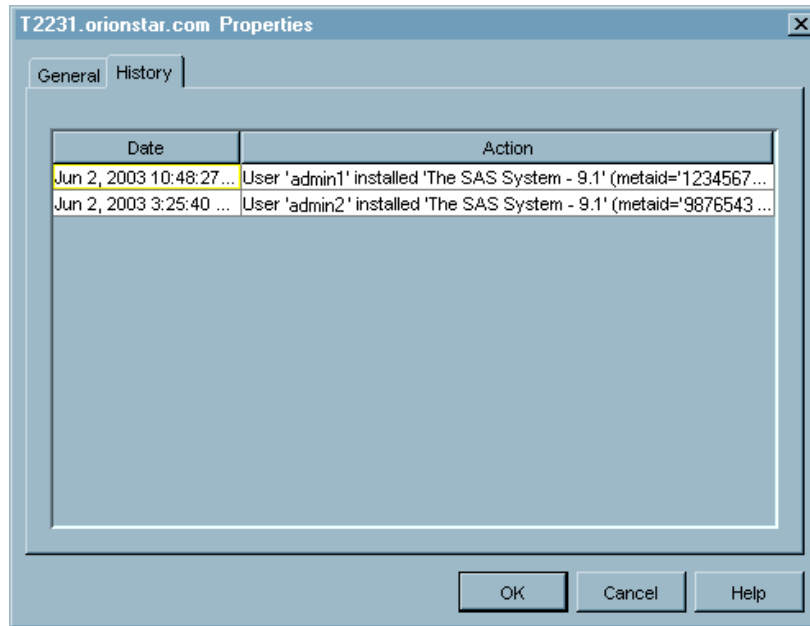 T2231.orionstar.com Properties
General History
Date Action
Jun 2, 2003 10:48:27... User 'admin1' installed 'The SAS System - 9.1' (metaid='1234567...
Jun 2, 2003 3:25:40 ... User 'admin2' installed 'The SAS System - 9.1' (metaid='9876543 ...
OK Cancel Help